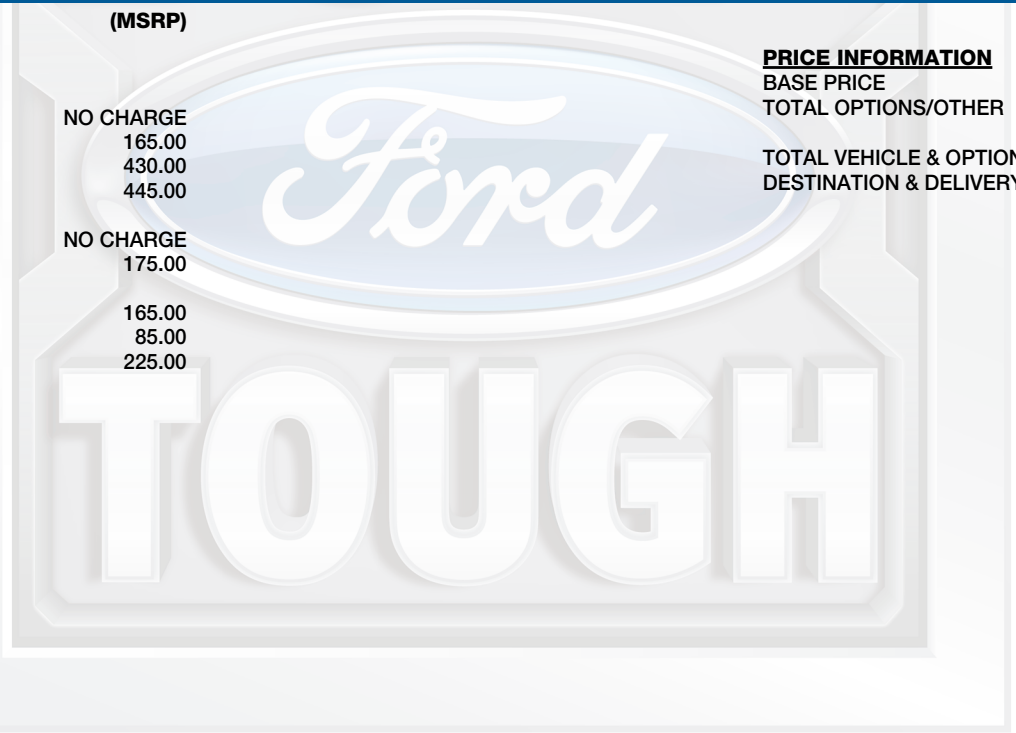 (MSRP)
NO CHARGE
165.00
430.00
445.00
NO CHARGE
175.00
165.00
85.00
225.00
PRICE INFORMATION
BASE PRICE
TOTAL OPTIONS/OTHER
TOTAL VEHICLE & OPTION
DESTINATION & DELIVERY
Ford
TOUGH